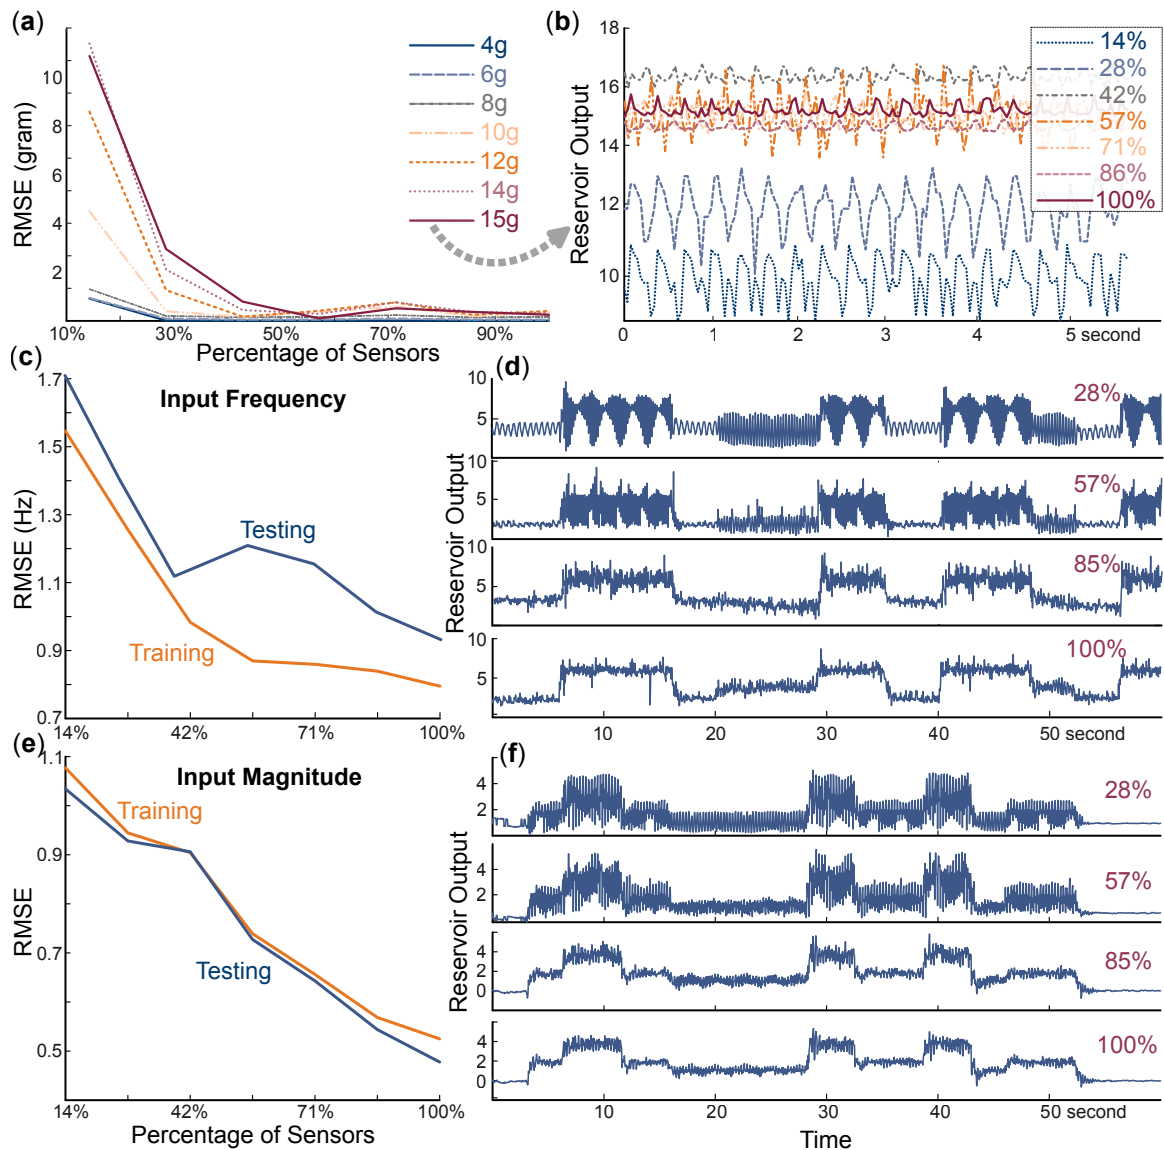 (a)
RMSE (gram)
10
8
6
4
2
10%
30%
50%
70%
90%
Percentage of Sensors
4g
6g
8g
10g
12g
14g
15g
(b)
Reservoir Output
18
16
14
12
10
0
1
2
3
4
5 second
14%
28%
42%
57%
71%
86%
100%
(c)
Input Frequency
RMSE (Hz)
1.7
1.5
1.3
1.1
0.9
0.7
Testing
Training
14%
42%
71%
100%
(d)
Reservoir Output
10
5
28%
10
5
57%
10
5
85%
10
5
100%
10
20
30
40
50 second
(e)
Input Magnitude
RMSE
1.1
0.9
0.7
0.5
Training
Testing
14%
42%
71%
100%
Percentage of Sensors
(f)
Reservoir Output
4
2
28%
4
2
57%
4
2
0
85%
4
2
0
100%
10
20
30
40
50 second
Time